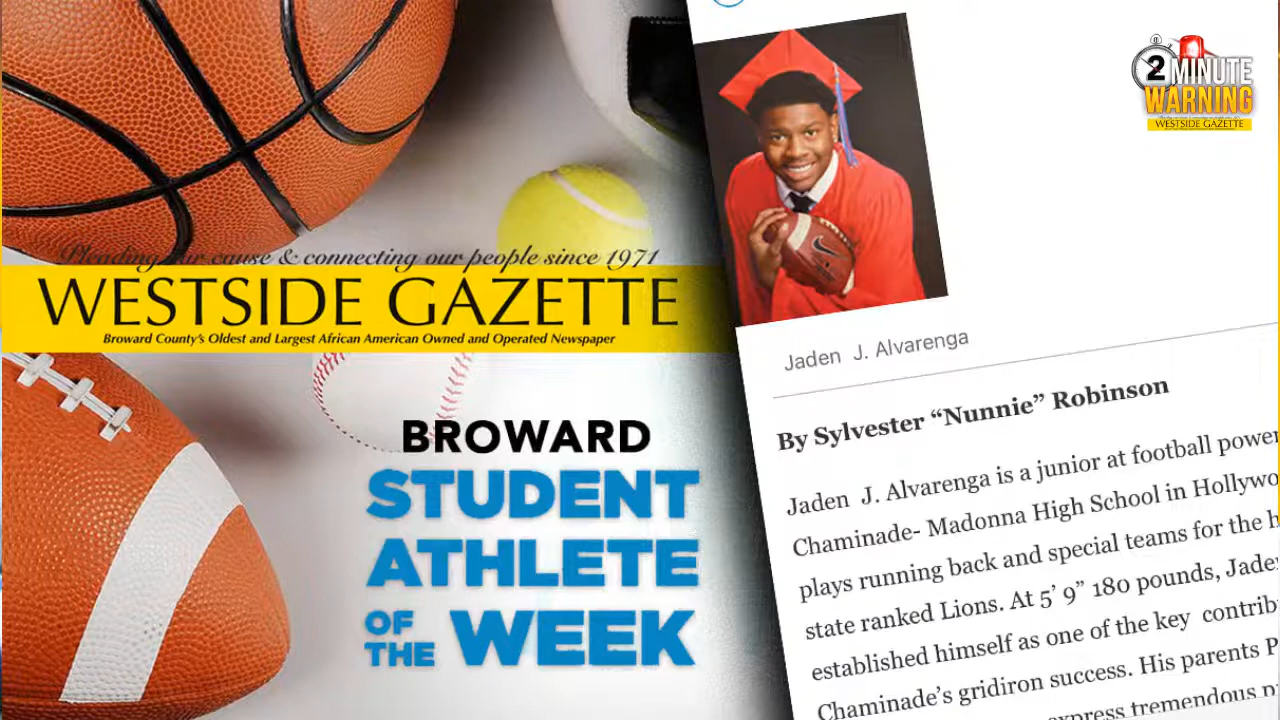 Pleading our cause & connecting our people since 1971
WESTSIDE GAZETTE
Broward County's Oldest and Largest African American Owned and Operated Newspaper
BROWARD
STUDENT
ATHLETE
OF THE WEEK
2 MINUTE
WARNING
WESTSIDE GAZETTE
Jaden J. Alvarenga
By Sylvester “Nunnie” Robinson
Jaden J. Alvarenga is a junior at football power
Chaminade- Madonna High School in Hollywo
plays running back and special teams for the h
state ranked Lions. At 5’ 9” 180 pounds, Jade
established himself as one of the key contrib
Chaminade’s gridiron success. His parents P
express tremendous p